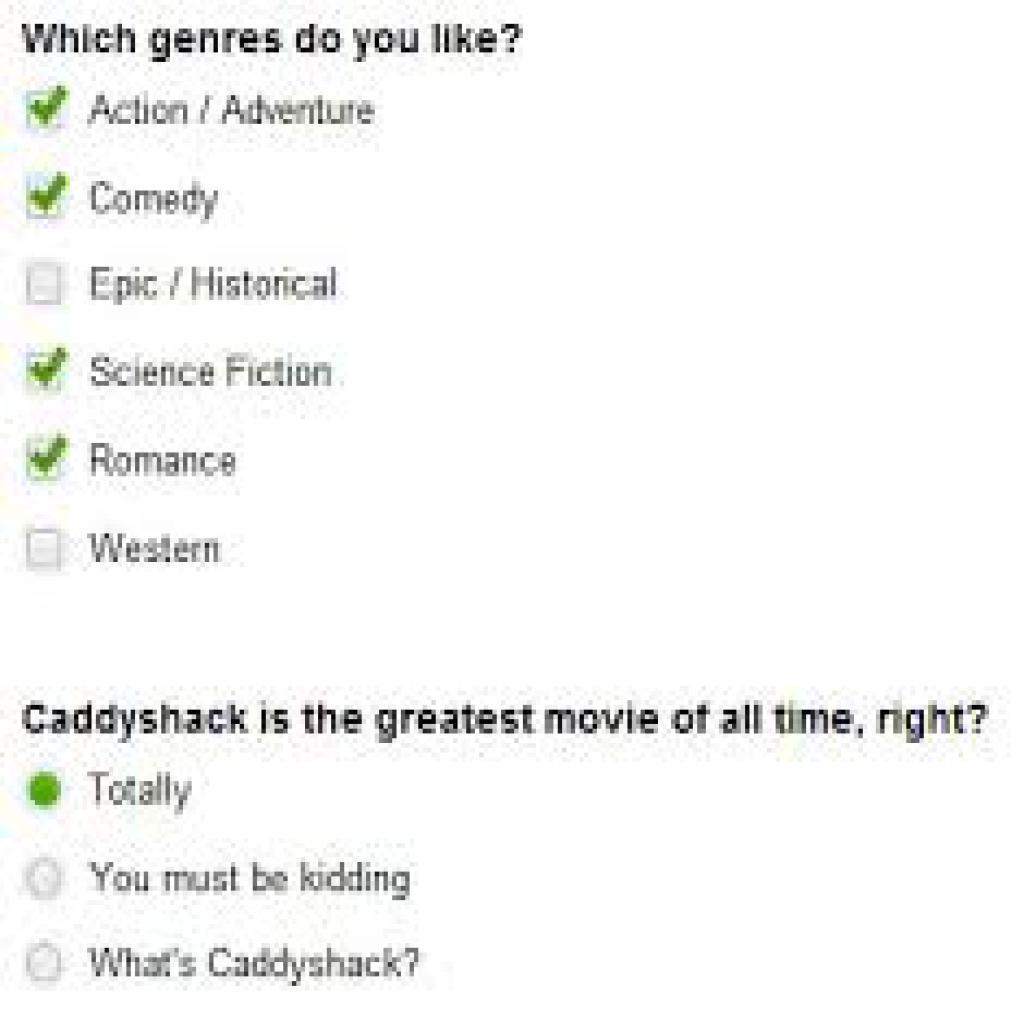 Which genres do you like?
Action / Adventure
Comedy
Epic / Historical
Science Fiction
Romance
Western
Caddyshack is the greatest movie of all time, right?
Totally
You must be kidding
What's Caddyshack?